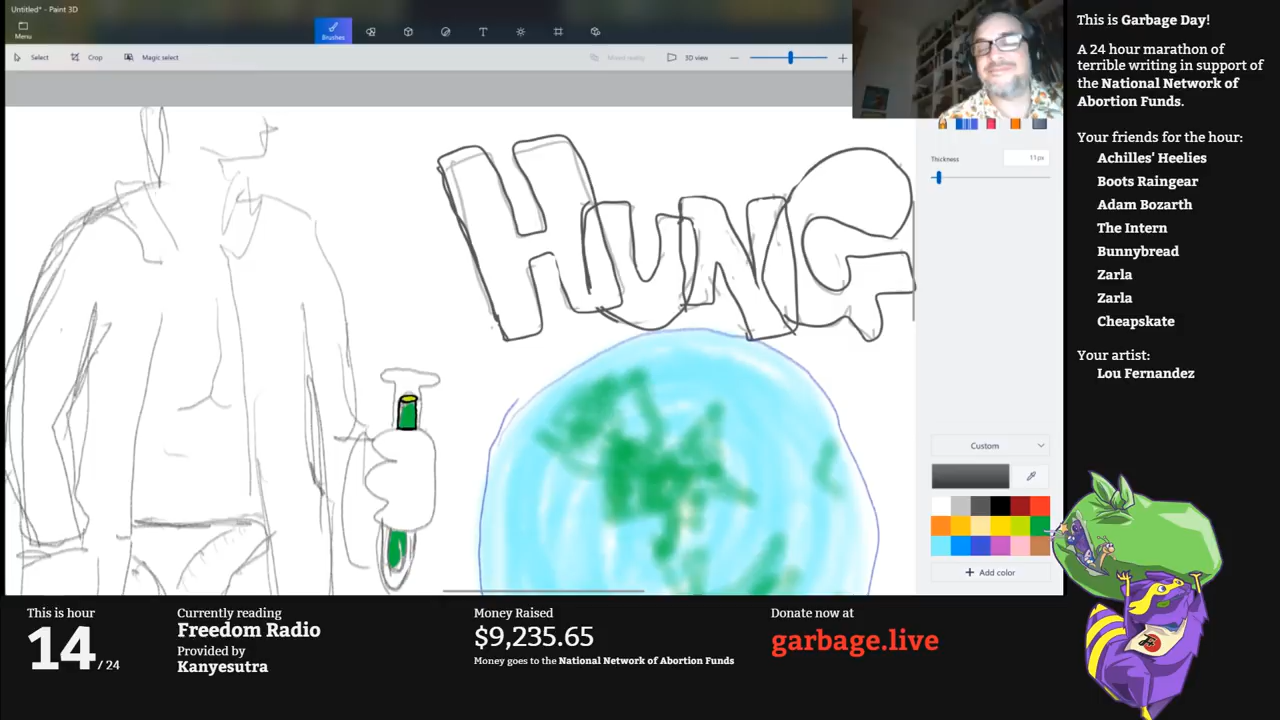 Untitled* - Paint 3D
Menu
Brushes
Select
Crop
Magic select
Mixed reality
3D view
Thickness
11px
HUNG
Custom
Add color
This is Garbage Day!
A 24 hour marathon of
terrible writing in support of
the National Network of
Abortion Funds.
Your friends for the hour:
Achilles' Heelies
Boots Raingear
Adam Bozarth
The Intern
Bunnybread
Zarla
Zarla
Cheapskate
Your artist:
Lou Fernandez
This is hour
14 / 24
Currently reading
Freedom Radio
Provided by
Kanyesutra
Money Raised
$9,235.65
Money goes to the National Network of Abortion Funds
Donate now at
garbage.live